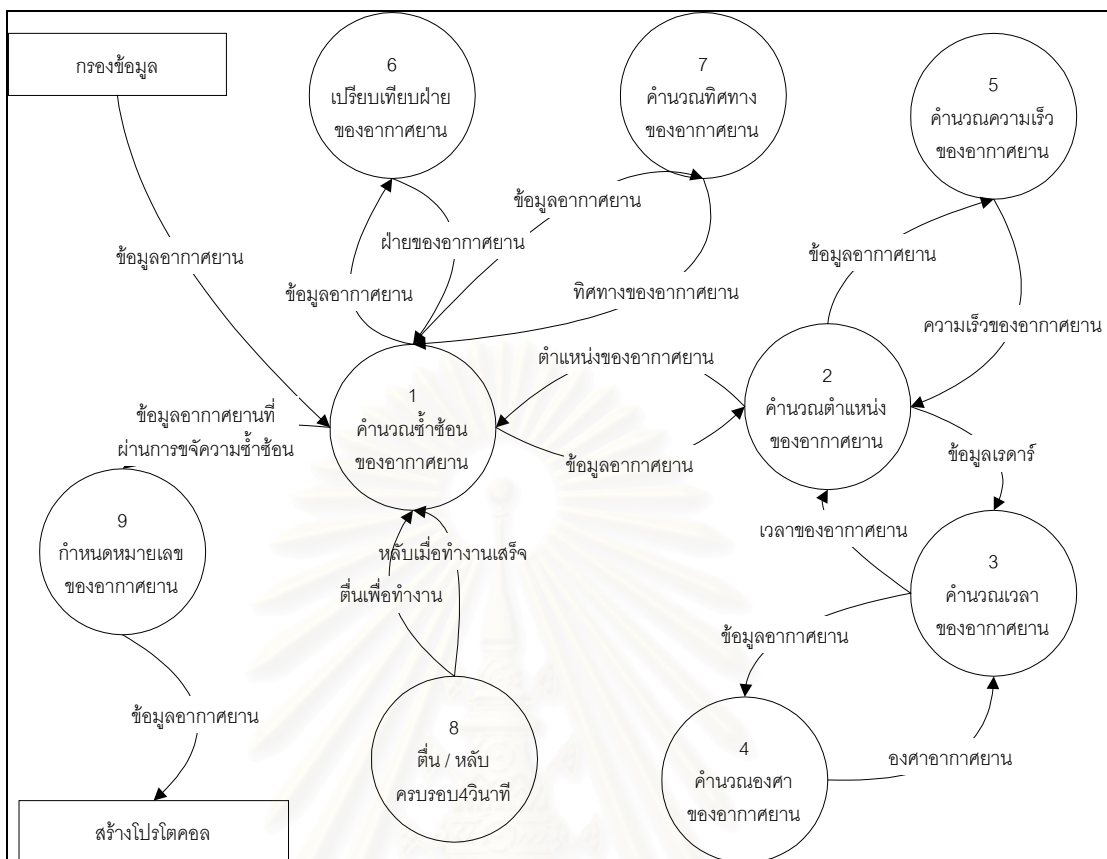 กรองข้อมูล
6
เปรียบเทียบฝ่าย
ของอากาศยาน
7
คำนวณทิศทาง
ของอากาศยาน
5
คำนวณความเร็ว
ของอากาศยาน
ข้อมูลอากาศยาน
ฝ่ายของอากาศยาน
ข้อมูลอากาศยาน
ข้อมูลอากาศยาน
ข้อมูลอากาศยาน
ทิศทางของอากาศยาน
ข้อมูลอากาศยาน
ความเร็วของอากาศยาน
ตำแหน่งของอากาศยาน
1
คำนวณซ้ำซ้อน
ของอากาศยาน
2
คำนวณตำแหน่ง
ของอากาศยาน
ข้อมูลอากาศยานที่
ผ่านการขจัความซ้ำซ้อน
ข้อมูลอากาศยาน
ข้อมูลเรดาร์
9
กำหนดหมายเลข
ของอากาศยาน
หลับเมื่อทำงานเสร็จ
ตื่นเพื่อทำงาน
เวลาของอากาศยาน
3
คำนวณเวลา
ของอากาศยาน
ข้อมูลอากาศยาน
ข้อมูลอากาศยาน
8
ตื่น / หลับ
ครบรอบ4วินาที
4
คำนวณองศา
ของอากาศยาน
องศาอากาศยาน
สร้างโปรโตคอล